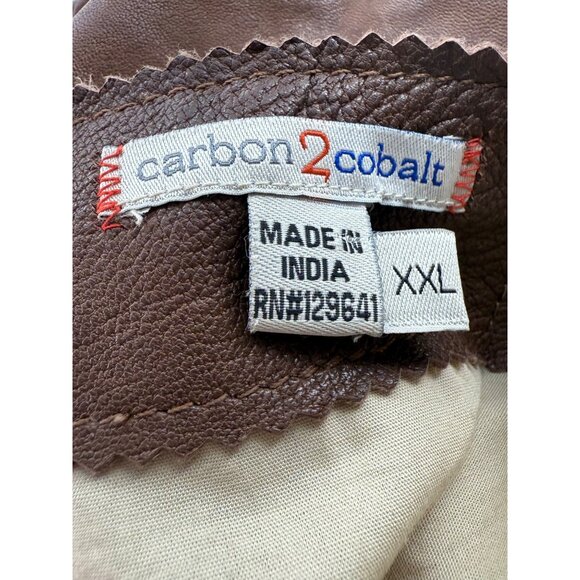 carbon2cobalt
MADE IN
INDIA
RN#129641
XXL